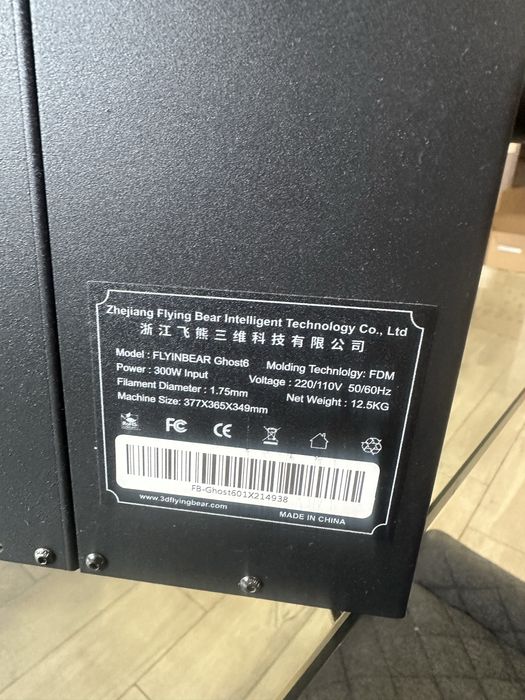 Zhejiang Flying Bear Intelligent Technology Co., Ltd
浙江飞熊三维科技有限公司
Model : FLYINBEAR Ghost6 Molding Technlolgy: FDM
Power : 300W Input Voltage : 220/110V 50/60Hz
Filament Diameter : 1.75mm Net Weight : 12.5KG
Machine Size: 377X365X349mm
RoHS FC CE
FB-Ghost601X214938
www.3dflyingbear.com MADE IN CHINA